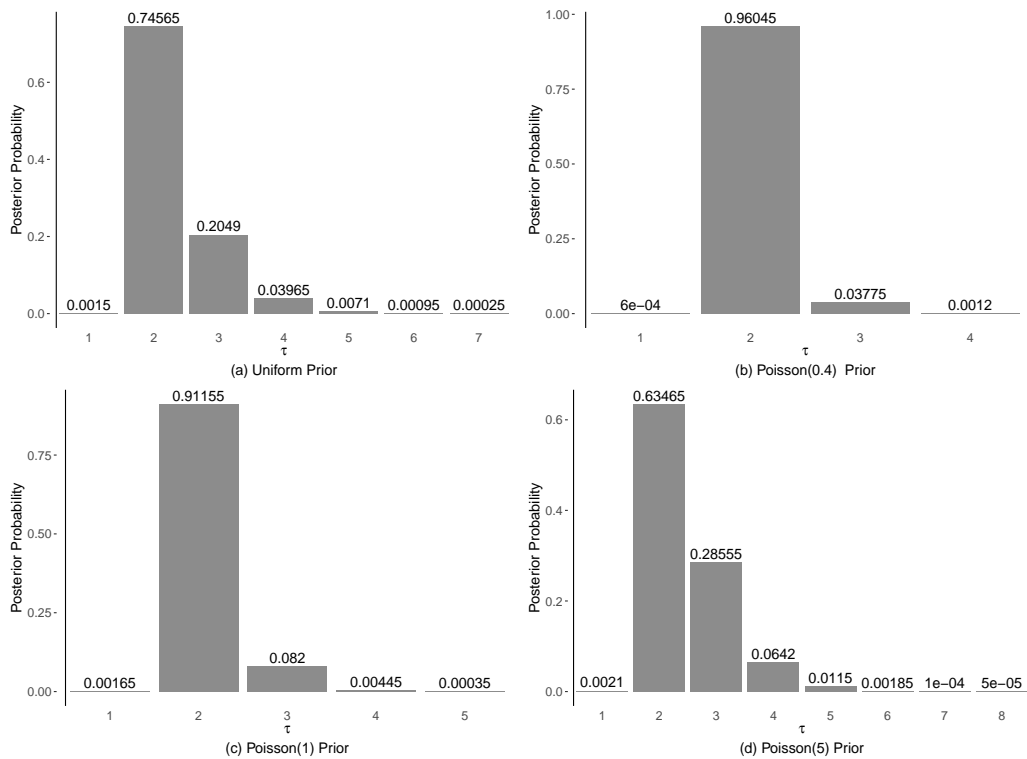 0.74565
0.6
Posterior Probability
0.4
0.2049
0.2
0.03965
0.0015
0.0071
0.00095
0.00025
0.0
1 2 3 4 5 6 7
τ
(a) Uniform Prior
1.00
0.96045
0.75
Posterior Probability
0.50
0.25
6e−04
0.03775
0.0012
0.00
1 2 3 4
τ
(b) Poisson(0.4) Prior
0.91155
0.75
Posterior Probability
0.50
0.25
0.082
0.00165
0.00445
0.00035
0.00
1 2 3 4 5
τ
(c) Poisson(1) Prior
0.63465
0.6
Posterior Probability
0.4
0.28555
0.2
0.0642
0.0021
0.0115
0.00185
1e−04
5e−05
0.0
1 2 3 4 5 6 7 8
τ
(d) Poisson(5) Prior